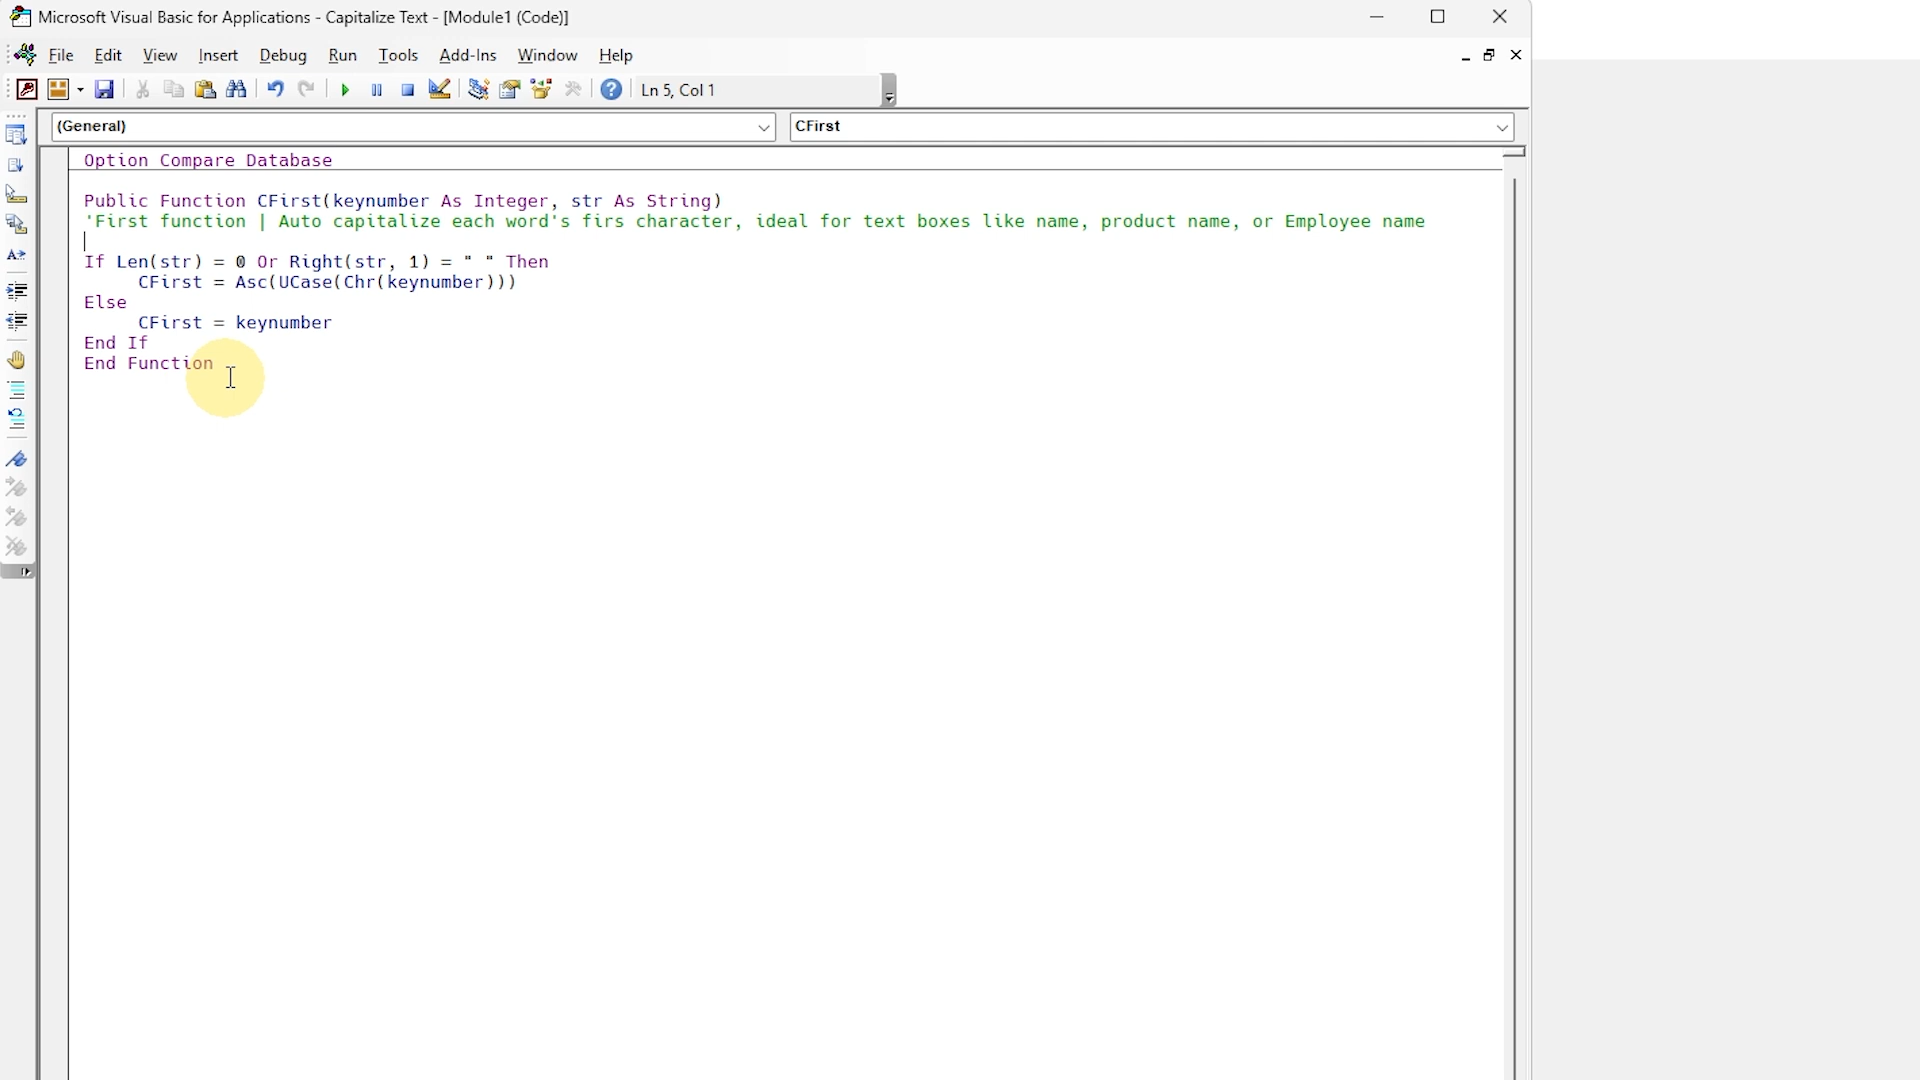 Microsoft Visual Basic for Applications - Capitalize Text - [Module1 (Code)]
File Edit View Insert Debug Run Tools Add-Ins Window Help
Ln 5, Col 1
(General) CFirst
Option Compare Database
Public Function CFirst(keynumber As Integer, str As String)
'First function | Auto capitalize each word's firs character, ideal for text boxes like name, product name, or Employee name
If Len(str) = 0 Or Right(str, 1) = " " Then
CFirst = Asc(UCase(Chr(keynumber)))
Else
CFirst = keynumber
End If
End Function